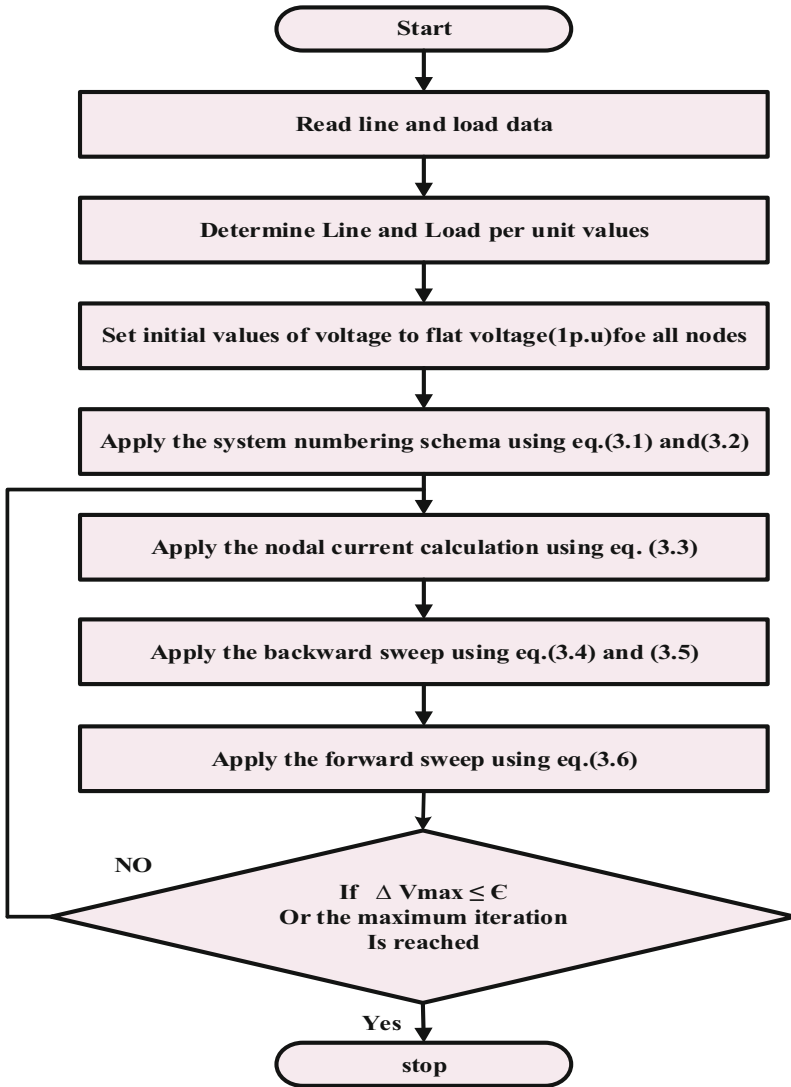 Start
Read line and load data
Determine Line and Load per unit values
Set initial values of voltage to flat voltage(1p.u)foe all nodes
Apply the system numbering schema using eq.(3.1) and(3.2)
Apply the nodal current calculation using eq. (3.3)
Apply the backward sweep using eq.(3.4) and (3.5)
Apply the forward sweep using eq.(3.6)
NO
If Δ Vmax ≤ Є
Or the maximum iteration
Is reached
Yes
stop